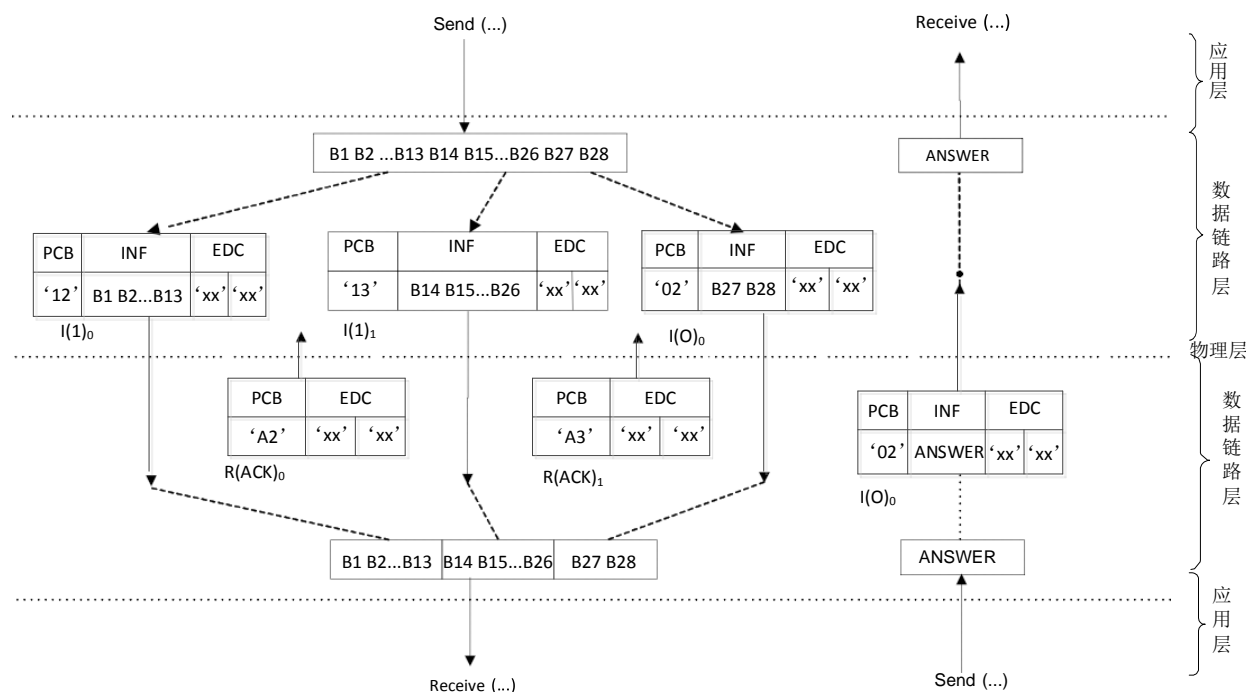 Send (...)
Receive (...)
应用层
B1 B2 ...B13 B14 B15...B26 B27 B28
ANSWER
数据链路层
PCB INF EDC
‘12’ B1 B2...B13 ‘xx’ ‘xx’
I(1)₀
PCB INF EDC
‘13’ B14 B15...B26 ‘xx’ ‘xx’
I(1)₁
PCB INF EDC
‘02’ B27 B28 ‘xx’ ‘xx’
I(O)₀
物理层
PCB EDC
‘A2’ ‘xx’ ‘xx’
R(ACK)₀
PCB EDC
‘A3’ ‘xx’ ‘xx’
R(ACK)₁
PCB INF EDC
‘02’ ANSWER ‘xx’ ‘xx’
I(O)₀
数据链路层
B1 B2...B13 B14 B15...B26 B27 B28
ANSWER
应用层
Receive (...)
Send (...)